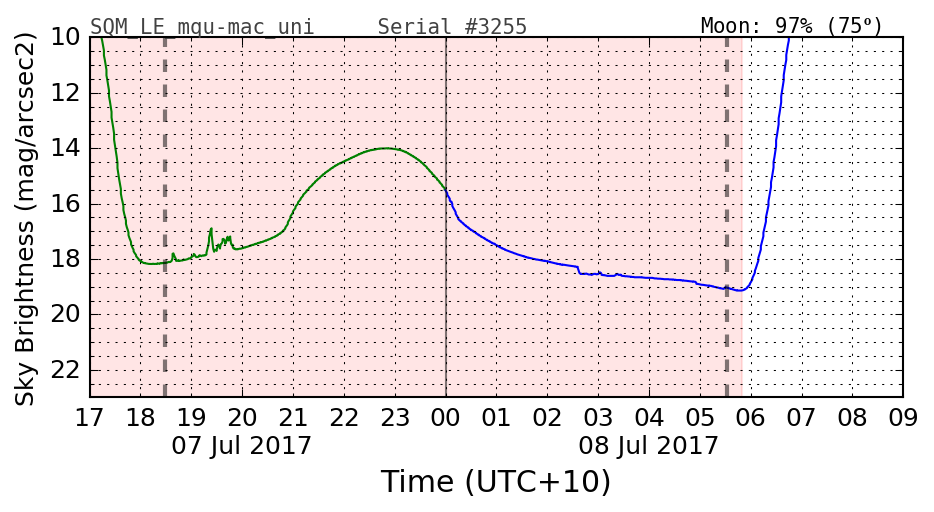 SQM_LE_mqu-mac_uni Serial #3255 Moon: 97% (75°)
Sky Brightness (mag/arcsec2)
10
12
14
16
18
20
22
17 18 19 20 21 22 23 00 01 02 03 04 05 06 07 08 09
07 Jul 2017 08 Jul 2017
Time (UTC+10)